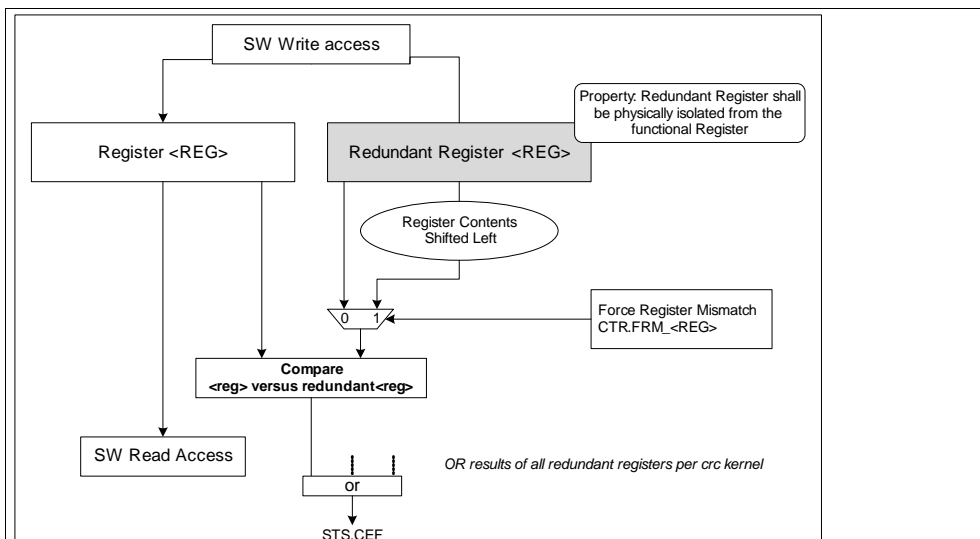 SW Write access
Property: Redundant Register shall
be physically isolated from the
functional Register
Register <REG>
Redundant Register <REG>
Register Contents
Shifted Left
0 1
Force Register Mismatch
CTR.FRM_<REG>
Compare
<reg> versus redundant<reg>
SW Read Access
OR results of all redundant registers per crc kernel
or
STS.CEF